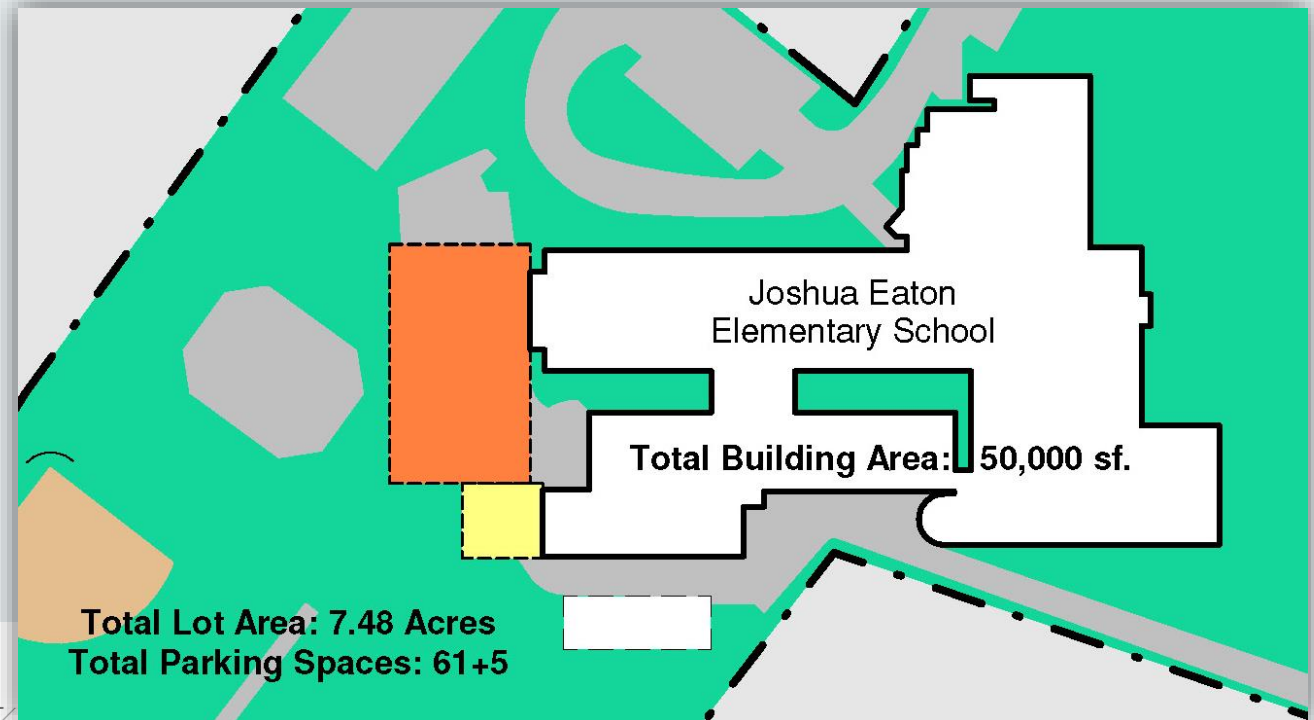 Joshua Eaton
Elementary School
Total Building Area: 50,000 sf.
Total Lot Area: 7.48 Acres
Total Parking Spaces: 61+5